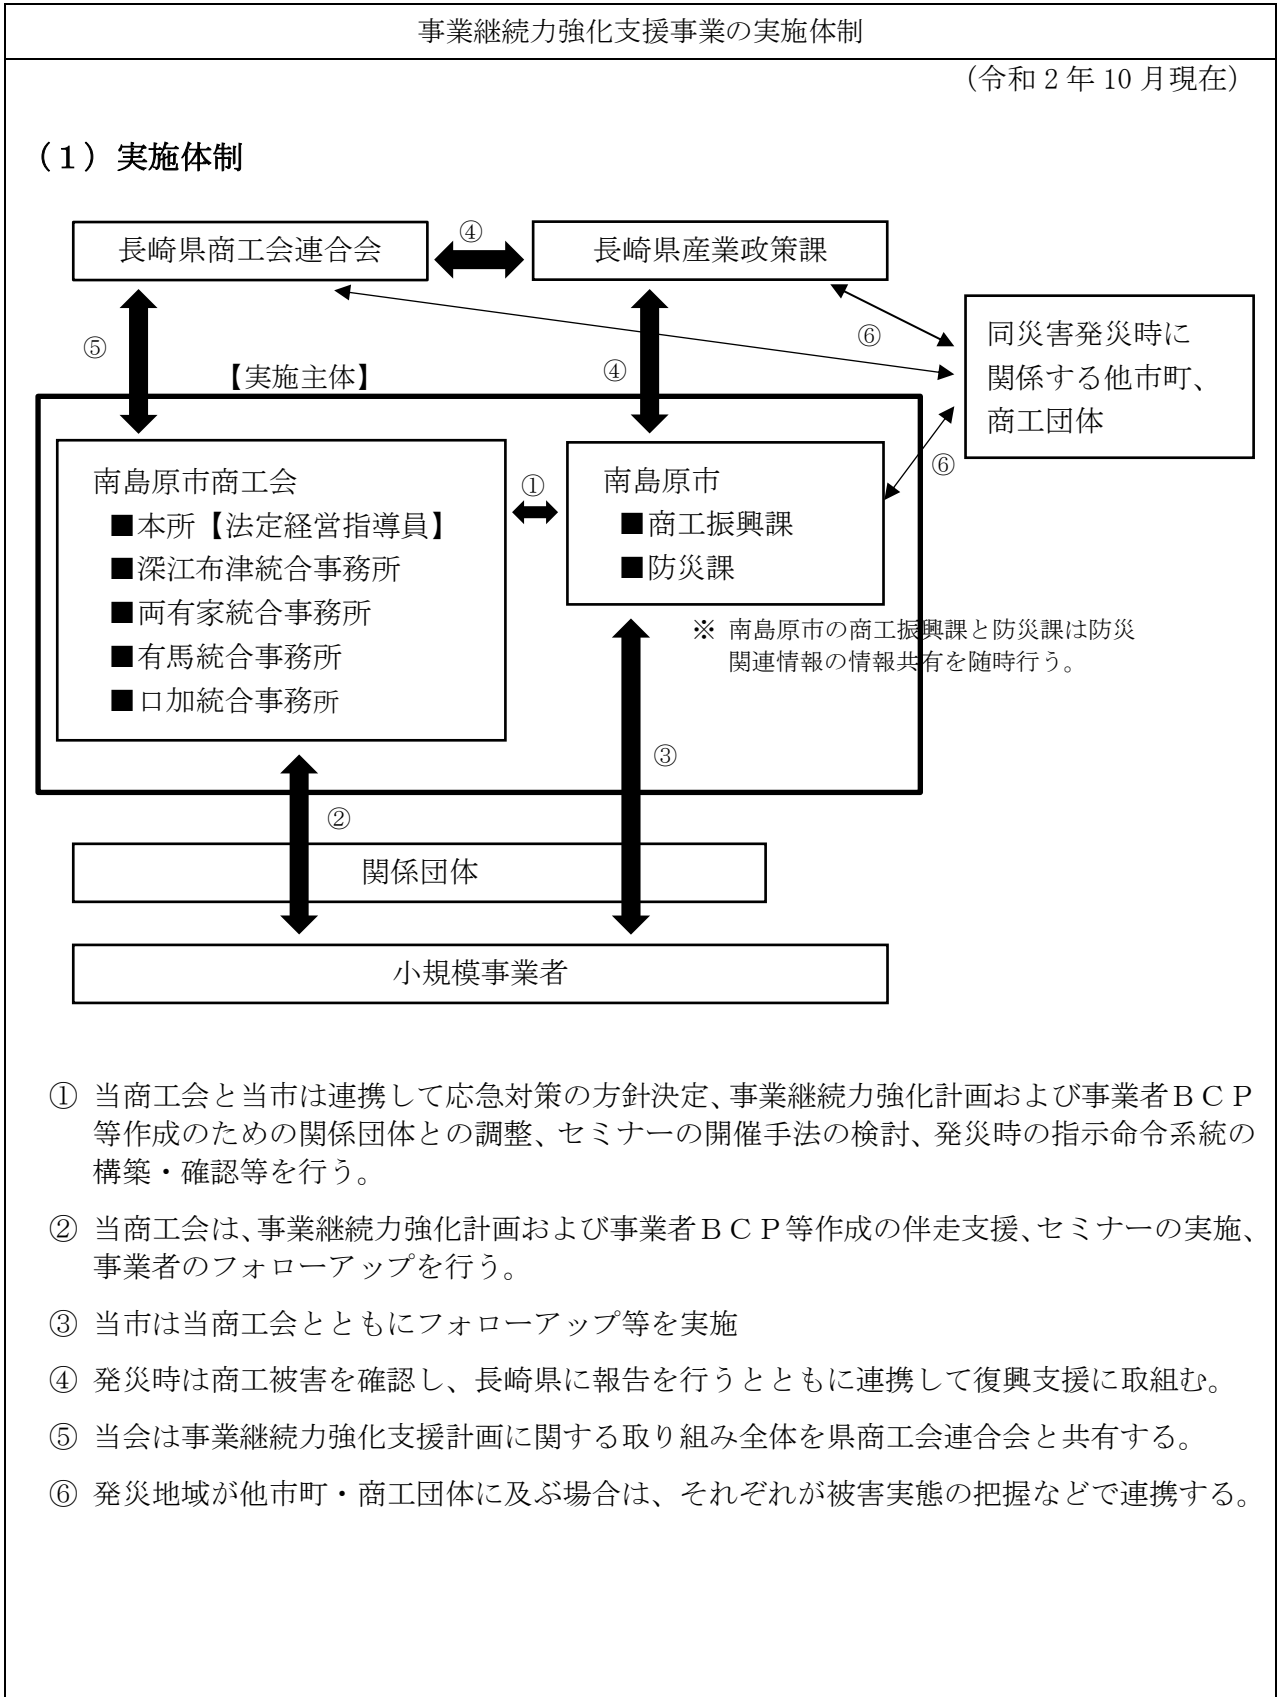 事業継続力強化支援事業の実施体制
（令和２年 10 月現在）
（１）実施体制
長崎県商工会連合会
④
長崎県産業政策課
⑤
④
⑥
同災害発災時に
関係する他市町、
商工団体
【実施主体】
南島原市商工会
■本所【法定経営指導員】
■深江布津統合事務所
■両有家統合事務所
■有馬統合事務所
■口加統合事務所
①
南島原市
■商工振興課
■防災課
⑥
※ 南島原市の商工振興課と防災課は防災
関連情報の情報共有を随時行う。
③
②
関係団体
小規模事業者
① 当商工会と当市は連携して応急対策の方針決定、事業継続力強化計画および事業者ＢＣＰ
等作成のための関係団体との調整、セミナーの開催手法の検討、発災時の指示命令系統の
構築・確認等を行う。
② 当商工会は、事業継続力強化計画および事業者ＢＣＰ等作成の伴走支援、セミナーの実施、
事業者のフォローアップを行う。
③ 当市は当商工会とともにフォローアップ等を実施
④ 発災時は商工被害を確認し、長崎県に報告を行うとともに連携して復興支援に取組む。
⑤ 当会は事業継続力強化支援計画に関する取り組み全体を県商工会連合会と共有する。
⑥ 発災地域が他市町・商工団体に及ぶ場合は、それぞれが被害実態の把握などで連携する。